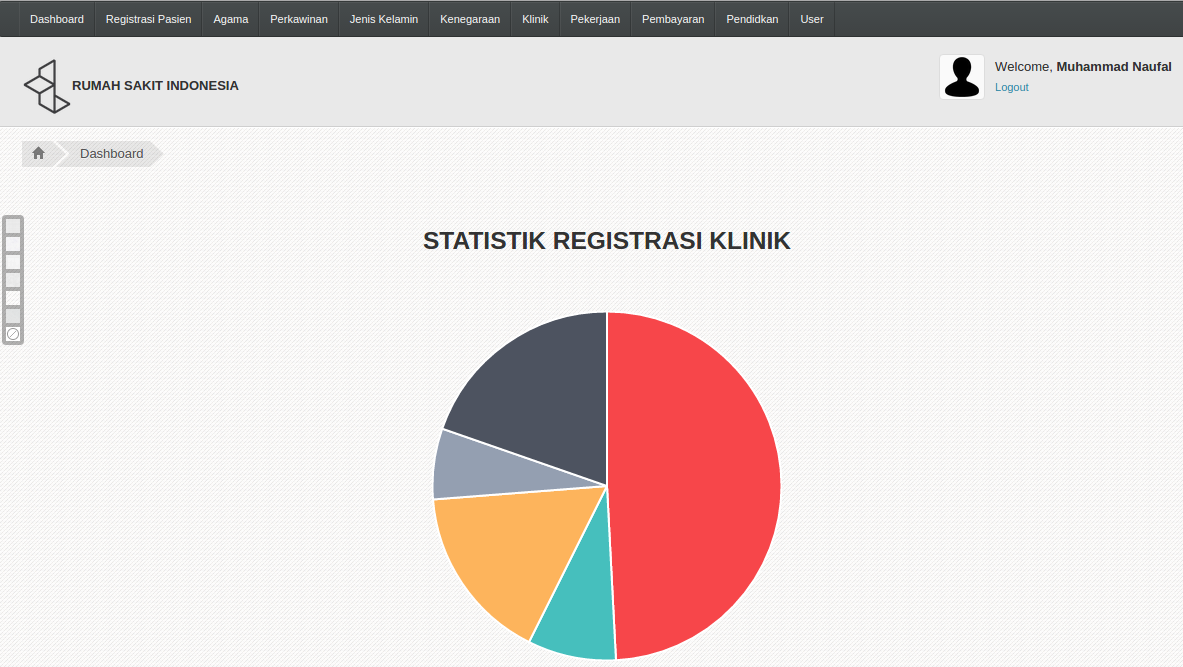 Dashboard Registrasi Pasien Agama Perkawinan Jenis Kelamin Kenegaraan Klinik Pekerjaan Pembayaran Pendidkan User
RUMAH SAKIT INDONESIA
Welcome, Muhammad Naufal
Logout
Dashboard
STATISTIK REGISTRASI KLINIK